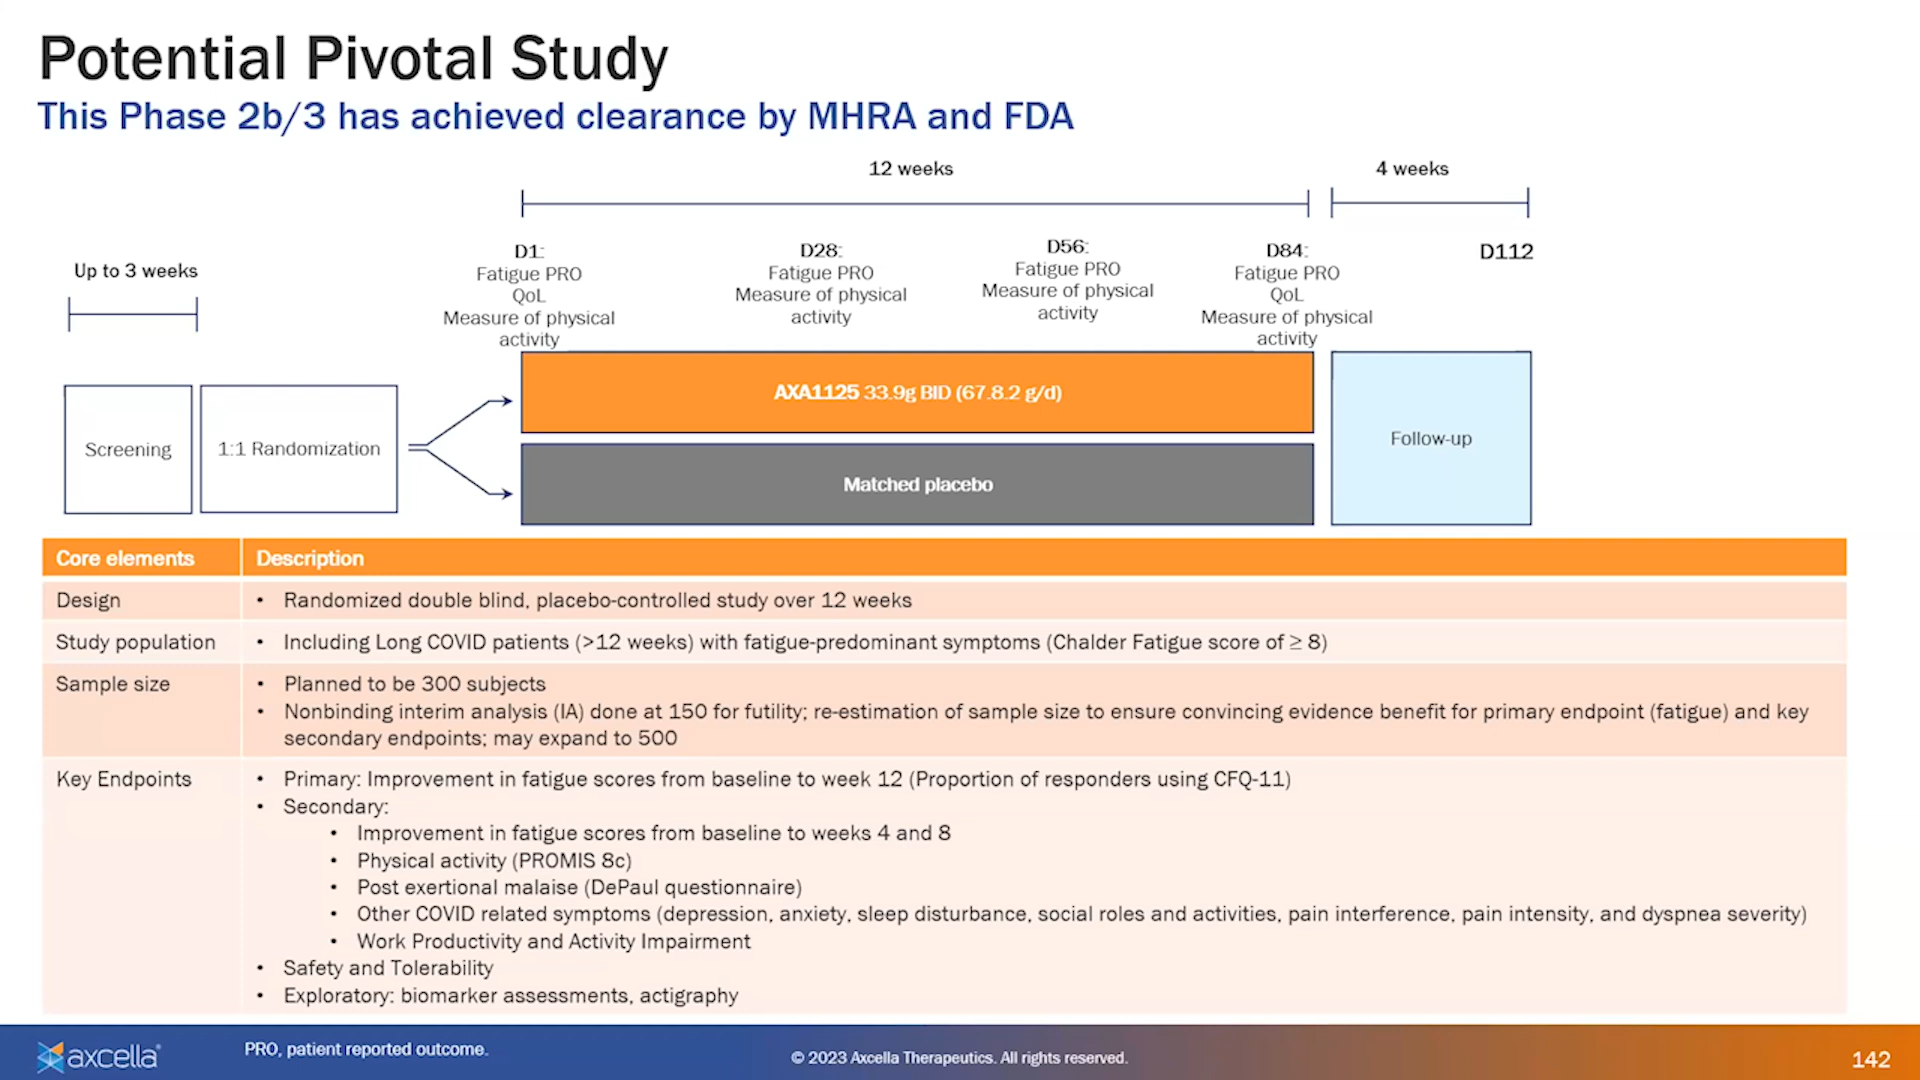 Potential Pivotal Study
This Phase 2b/3 has achieved clearance by MHRA and FDA
12 weeks
4 weeks
Up to 3 weeks
D1:
Fatigue PRO
QoL
Measure of physical
activity
D28:
Fatigue PRO
Measure of physical
activity
D56:
Fatigue PRO
Measure of physical
activity
D84:
Fatigue PRO
QoL
Measure of physical
activity
D112
Screening
1:1 Randomization
AXA1125 33.9g BID (67.8.2 g/d)
Matched placebo
Follow-up
Core elements
Description
Design
• Randomized double blind, placebo-controlled study over 12 weeks
Study population
• Including Long COVID patients (>12 weeks) with fatigue-predominant symptoms (Chalder Fatigue score of ≥ 8)
Sample size
• Planned to be 300 subjects
• Nonbinding interim analysis (IA) done at 150 for futility; re-estimation of sample size to ensure convincing evidence benefit for primary endpoint (fatigue) and key
secondary endpoints; may expand to 500
Key Endpoints
• Primary: Improvement in fatigue scores from baseline to week 12 (Proportion of responders using CFQ-11)
• Secondary:
• Improvement in fatigue scores from baseline to weeks 4 and 8
• Physical activity (PROMIS 8c)
• Post exertional malaise (DePaul questionnaire)
• Other COVID related symptoms (depression, anxiety, sleep disturbance, social roles and activities, pain interference, pain intensity, and dyspnea severity)
• Work Productivity and Activity Impairment
• Safety and Tolerability
• Exploratory: biomarker assessments, actigraphy
axcella®
PRO, patient reported outcome.
© 2023 Axcella Therapeutics. All rights reserved.
142